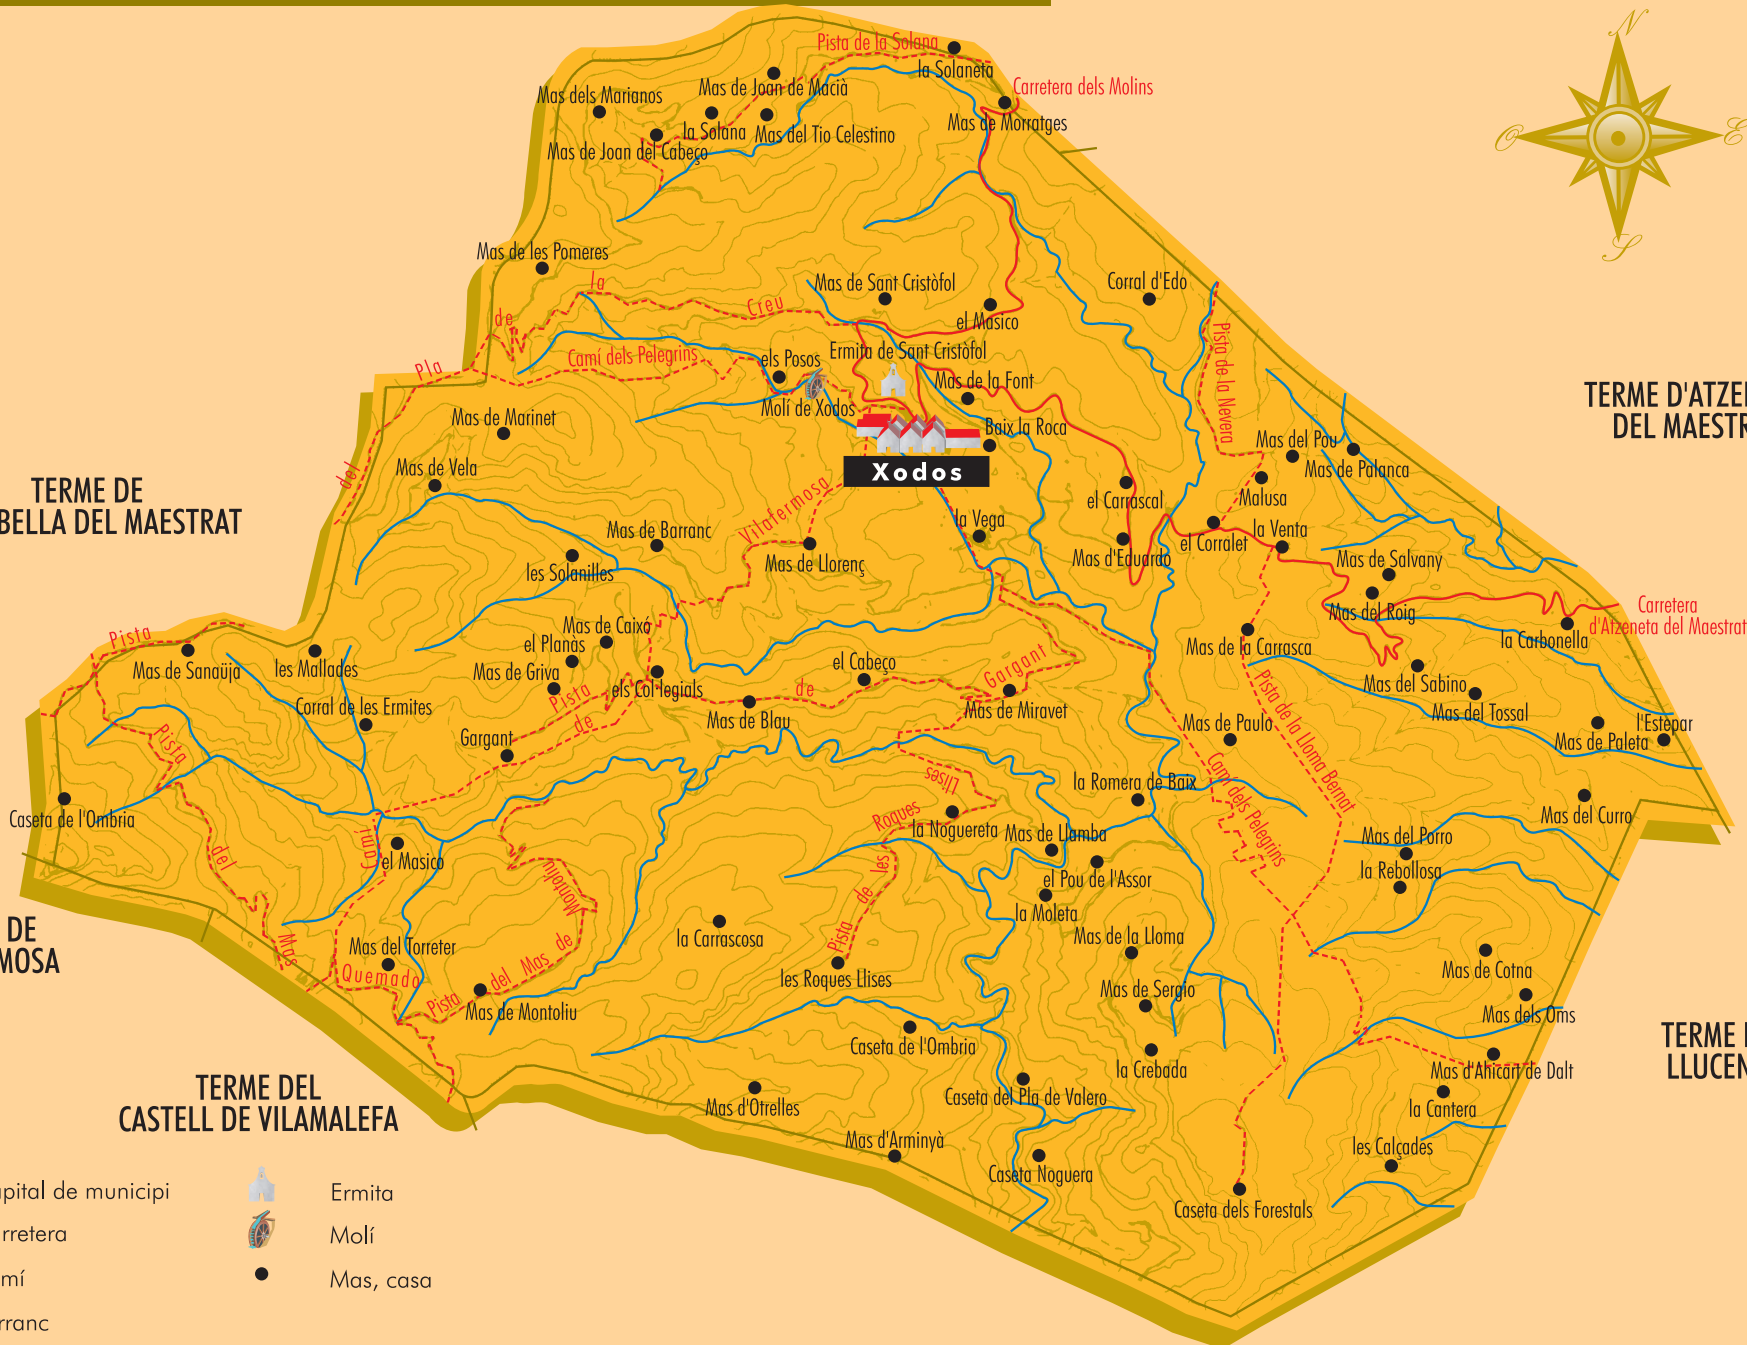 N
O
E
S
Pista de la Solana
la Solaneta
Carretera dels Molins
Mas de Morratges
Mas dels Marianos
Mas de Joan de Macià
la Solana
Mas del Tio Celestino
Mas de Joan del Cabeço
Mas de les Pomeres
Mas de Sant Cristòfol
el Masico
Corral d'Edo
Pla de la Creu
del
Camí dels Pelegrins
els Posos
Ermita de Sant Cristòfol
Mas de la Font
Molí de Xodos
Baix la Roca
Xodos
Pista de la Nevera
TERME D'ATZE
DEL MAESTR
Mas de Marinet
Mas de Vela
Mas del Pou
Mas de Palanca
Malusa
el Carrascal
TERME DE
BELLA DEL MAESTRAT
Vilafermosa
la Vega
Mas de Barranc
les Solanilles
Mas de Llorenç
Mas d'Eduardo
el Corralet
la Venta
Mas de Salvany
Mas del Roig
Carretera
d'Atzeneta del Maestrat
la Carbonella
Pista
Mas de Sanaüja
les Mallades
Corral de les Ermites
Mas de Caixó
el Planàs
Mas de Griva
els Col·legials
Pista de
Gargant
Mas de Blau
de
el Cabeço
Gargant
Mas de Miravet
Mas de la Carrasca
Mas del Sabino
Mas del Tossal
Mas de Paulo
Pista de la Lloma Bernat
Mas de Paleta
l'Estepar
Pista del Mas
Caseta de l'Ombria
Camí
el Masico
Quemado
la Romera de Baix
Camí dels Pelegrins
Mas del Curro
Pista de les Roques Llises
la Noguereta
Mas de Llamba
el Pou de l'Assor
la Moleta
Mas del Porro
la Rebollosa
DE
MOSA
Mas del Torreter
Pista del Mas de Montoliu
Mas de Montoliu
la Carrascosa
les Roques Llises
Mas de la Lloma
Mas de Sergio
Mas de Cotna
Mas dels Oms
Caseta de l'Ombria
la Crebada
Mas d'Ahicart de Dalt
la Cantera
TERME
LLUCEN
TERME DEL
CASTELL DE VILAMALEFA
Mas d'Otrelles
Caseta del Pla de Valero
Mas d'Arminyà
Caseta Noguera
les Calçades
Caseta dels Forestals
apital de municipi
Ermita
rretera
Molí
mí
Mas, casa
rranc